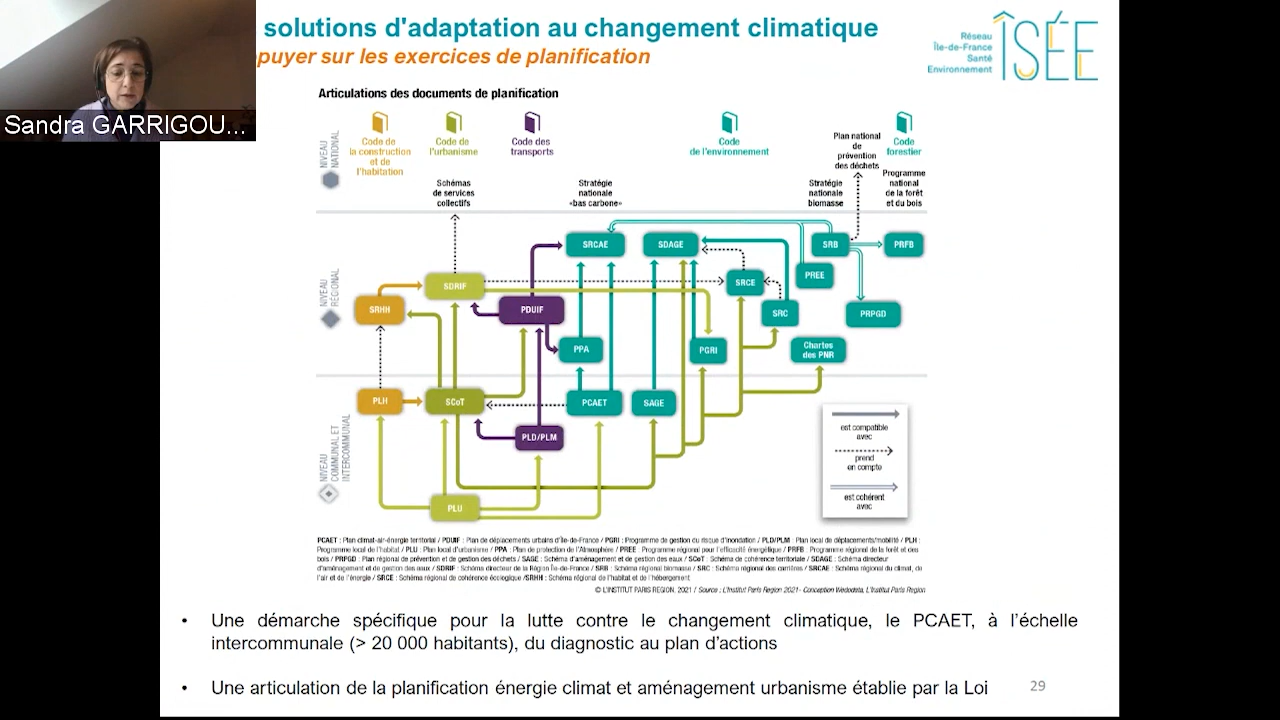 solutions d'adaptation au changement climatique
puyer sur les exercices de planification
Réseau
Île-de-France
Santé
Environnement
ÎSÉE
Sandra GARRIGOU...
Articulations des documents de planification
NIVEAU
NATIONAL
Code de
la construction
et de
l'habitation
Code de
l'urbanisme
Code des
transports
Code
de l'environnement
Plan national
de
prévention
des déchets
Code
forestier
Schémas
de services
collectifs
Stratégie
nationale
«bas carbone»
Stratégie
nationale
biomasse
Programme
national
de la forêt
et du bois
NIVEAU
RÉGIONAL
SRCAE
SDAGE
SRB
PRFB
SDRIF
SRCE
PREE
SRHH
PDUIF
SRC
PRPGD
PPA
PGRI
Chartes
des PNR
NIVEAU
COMMUNAL ET
INTERCOMMUNAL
PLH
SCoT
PCAET
SAGE
PLD/PLM
PLU
est compatible
avec
prend
en compte
est cohérent
avec
PCAET : Plan climat-air-énergie territorial / PDUIF : Plan de déplacements urbains d'Île-de-France / PGRI : Programme de gestion du risque d'inondation / PLD/PLM : Plan local de déplacements/mobilité / PLH :
Programme local de l'habitat / PLU : Plan local d'urbanisme / PPA : Plan de protection de l'Atmosphère / PREE : Programme régional pour l'efficacité énergétique / PRFB : Programme régional de la forêt et des
bois / PRPGD : Plan régional de prévention et de gestion des déchets / SAGE : Schéma d'aménagement et de gestion des eaux / SCoT : Schéma de cohérence territoriale / SDAGE : Schéma directeur
d'aménagement et de gestion des eaux / SDRIF : Schéma directeur de la Région Île-de-France / SRB : Schéma régional biomasse / SRC : Schéma régional des carrières / SRCAE : Schéma régional du climat, de
l'air et de l'énergie / SRCE : Schéma régional de cohérence écologique /SRHH : Schéma régional de l'habitat et de l'hébergement
© L'INSTITUT PARIS REGION, 2021 / Source : L'Institut Paris Region 2021- Conception Wedodata, L'Institut Paris Region
• Une démarche spécifique pour la lutte contre le changement climatique, le PCAET, à l'échelle
intercommunale (> 20 000 habitants), du diagnostic au plan d'actions
• Une articulation de la planification énergie climat et aménagement urbanisme établie par la Loi
29